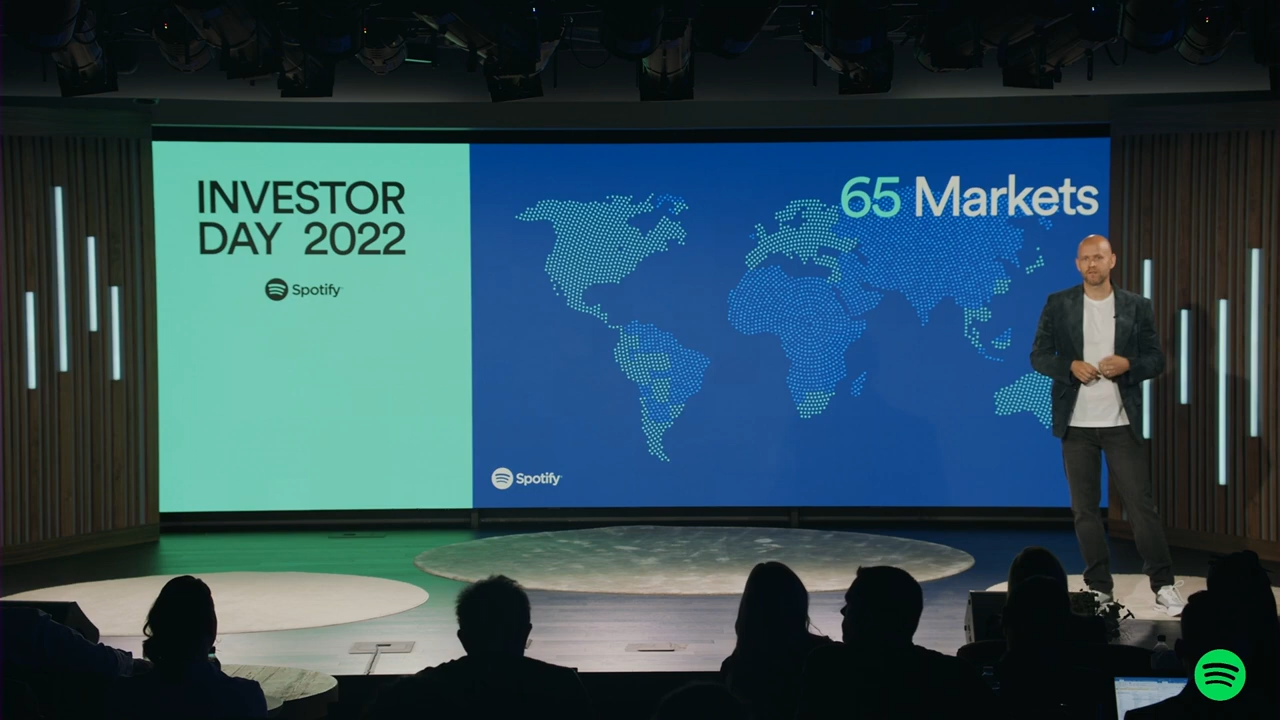 INVESTOR
DAY 2022
Spotify
65 Markets
Spotify